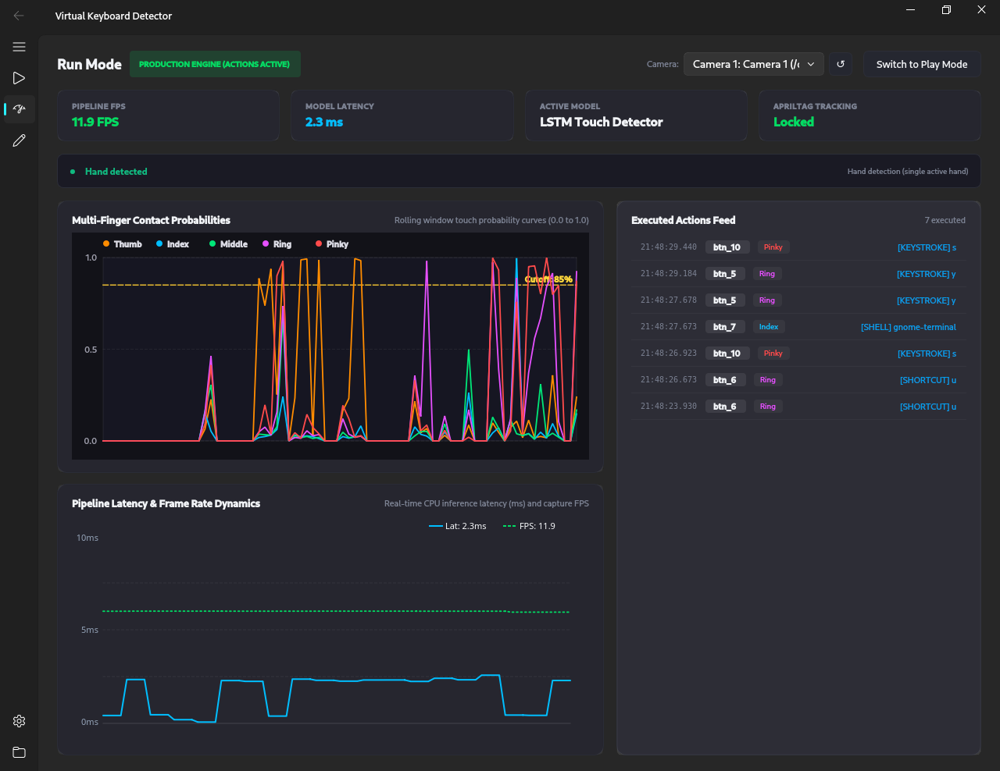 Virtual Keyboard Detector
Run Mode
PRODUCTION ENGINE (ACTIONS ACTIVE)
Camera:
Camera 1: Camera 1 (/
Switch to Play Mode
PIPELINE FPS
11.9 FPS
MODEL LATENCY
2.3 ms
ACTIVE MODEL
LSTM Touch Detector
APRILTAG TRACKING
Locked
Hand detected
Hand detection (single active hand)
Multi-Finger Contact Probabilities
Rolling window touch probability curves (0.0 to 1.0)
Thumb Index Middle Ring Pinky
1.0
Cutoff 85%
0.5
0.0
Pipeline Latency & Frame Rate Dynamics
Real-time CPU inference latency (ms) and capture FPS
Lat: 2.3ms FPS: 11.9
10ms
5ms
0ms
Executed Actions Feed
7 executed
21:48:29.440 btn_10 Pinky [KEYSTROKE] s
21:48:29.184 btn_5 Ring [KEYSTROKE] y
21:48:27.678 btn_5 Ring [KEYSTROKE] y
21:48:27.673 btn_7 Index [SHELL] gnome-terminal
21:48:26.923 btn_10 Pinky [KEYSTROKE] s
21:48:26.673 btn_6 Ring [SHORTCUT] u
21:48:23.930 btn_6 Ring [SHORTCUT] u